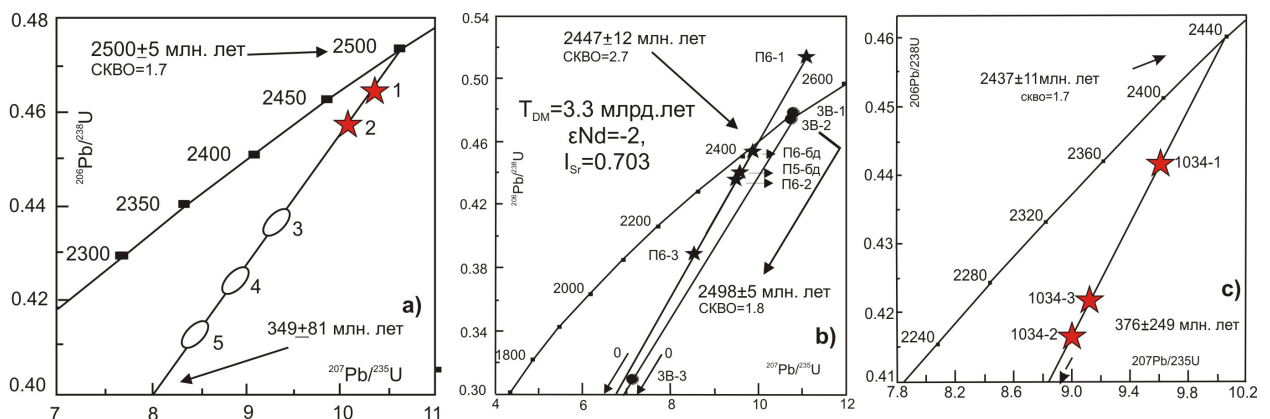 0.48
0.46
0.44
0.42
0.40
7
8
9
10
11
²⁰⁶Pb/²³⁸U
²⁰⁷Pb/²³⁵U
2500±5 млн. лет
СКВО=1.7
2500
2450
2400
2350
2300
1
2
3
4
5
349±81 млн. лет
a)
0.54
0.50
0.46
0.42
0.38
0.34
0.30
4
6
8
10
12
²⁰⁶Pb/²³⁸U
²⁰⁷Pb/²³⁵U
2447±12 млн. лет
СКВО=2.7
T_DM=3.3 млрд.лет
εNd=-2,
I_Sr=0.703
П6-1
2600
3В-1
3В-2
2400
П6-бд
П5-бд
П6-2
2200
П6-3
2000
1800
2498±5 млн. лет
СКВО=1.8
0
0
3В-3
b)
0.46
0.45
0.44
0.43
0.42
0.41
7.8
8.2
8.6
9.0
9.4
9.8
10.2
206Pb/238U
207Pb/235U
2440
2437±11млн. лет
скво=1.7
2400
2360
2320
2280
2240
1034-1
1034-3
1034-2
376±249 млн. лет
c)